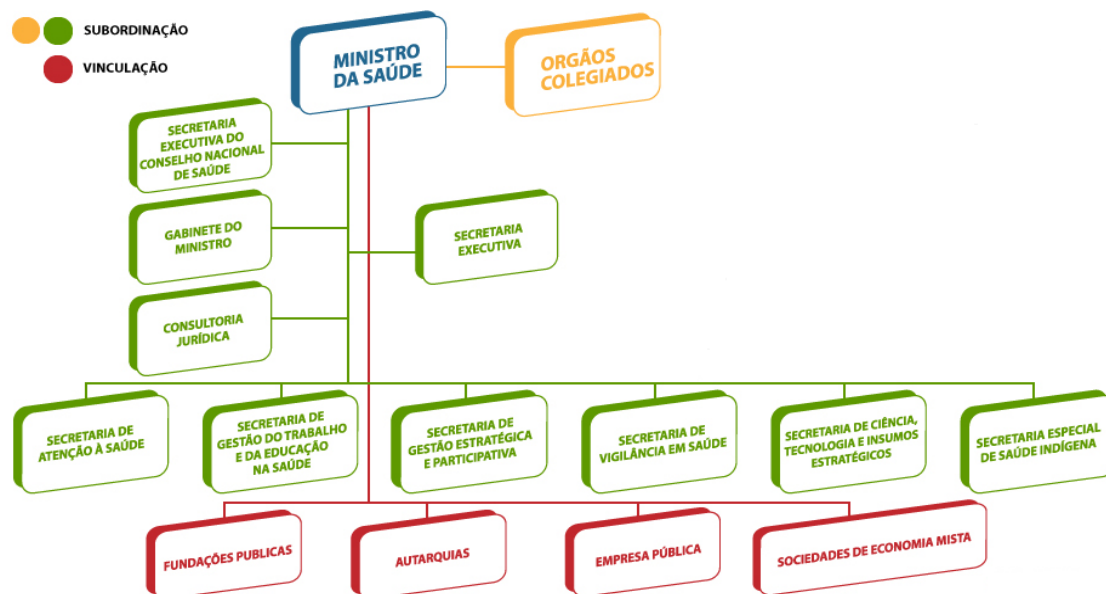 SUBORDINAÇÃO
VINCULAÇÃO
MINISTRO
DA SAÚDE
ORGÃOS
COLEGIADOS
SECRETARIA
EXECUTIVA DO
CONSELHO NACIONAL
DE SAÚDE
GABINETE DO
MINISTRO
SECRETARIA
EXECUTIVA
CONSULTORIA
JURÍDICA
SECRETARIA DE
ATENÇÃO À SAÚDE
SECRETARIA DE
GESTÃO DO TRABALHO
E DA EDUCAÇÃO
NA SAÚDE
SECRETARIA DE
GESTÃO ESTRATÉGICA
E PARTICIPATIVA
SECRETARIA DE
VIGILÂNCIA EM SAÚDE
SECRETARIA DE CIÊNCIA,
TECNOLOGIA E INSUMOS
ESTRATÉGICOS
SECRETARIA ESPECIAL
DE SAÚDE INDÍGENA
FUNDAÇÕES PUBLICAS
AUTARQUIAS
EMPRESA PÚBLICA
SOCIEDADES DE ECONOMIA MISTA